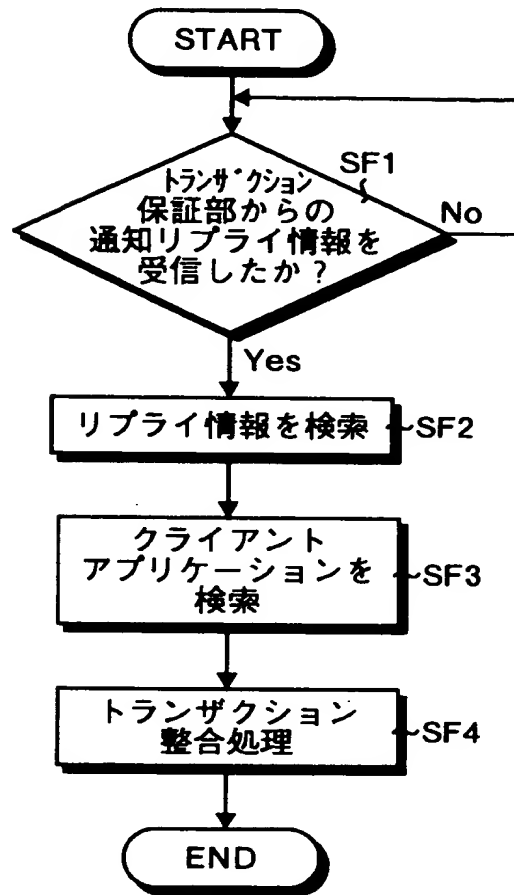 START
SF1
トランザクション
保証部からの
通知リプライ情報を
受信したか？
No
Yes
リプライ情報を検索
SF2
クライアント
アプリケーションを
検索
SF3
トランザクション
整合処理
SF4
END